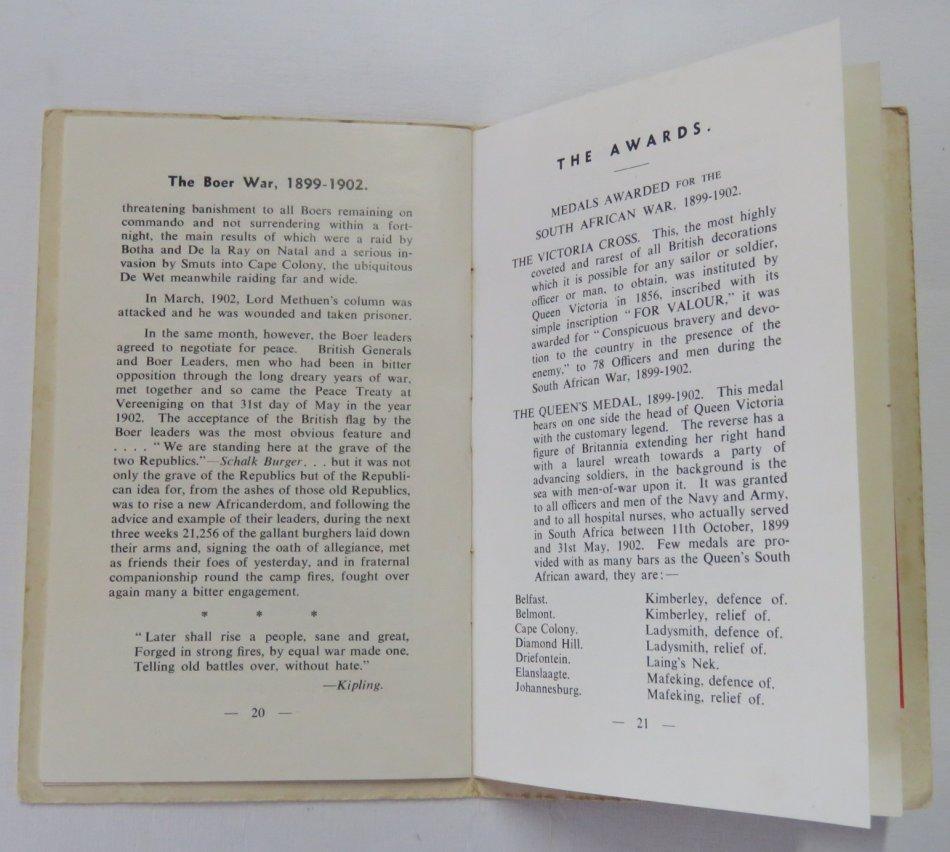 The Boer War, 1899-1902.
threatening banishment to all Boers remaining on
commando and not surrendering within a fort-
night, the main results of which were a raid by
Botha and De la Ray on Natal and a serious in-
vasion by Smuts into Cape Colony, the ubiquitous
De Wet meanwhile raiding far and wide.
In March, 1902, Lord Methuen's column was
attacked and he was wounded and taken prisoner.
In the same month, however, the Boer leaders
agreed to negotiate for peace. British Generals
and Boer Leaders, men who had been in bitter
opposition through the long dreary years of war,
met together and so came the Peace Treaty at
Vereeniging on that 31st day of May in the year
1902. The acceptance of the British flag by the
Boer leaders was the most obvious feature and
. . . . "We are standing here at the grave of the
two Republics."—Schalk Burger. . . but it was not
only the grave of the Republics but of the Republi-
can idea for, from the ashes of those old Republics,
was to rise a new Africanderdom, and following the
advice and example of their leaders, during the next
three weeks 21,256 of the gallant burghers laid down
their arms and, signing the oath of allegiance, met
as friends their foes of yesterday, and in fraternal
companionship round the camp fires, fought over
again many a bitter engagement.
* * *
"Later shall rise a people, sane and great,
Forged in strong fires, by equal war made one.
Telling old battles over, without hate."
—Kipling.
— 20 —
THE AWARDS.
MEDALS AWARDED FOR THE
SOUTH AFRICAN WAR, 1899-1902.
THE VICTORIA CROSS. This, the most highly
coveted and rarest of all British decorations
which it is possible for any sailor or soldier,
officer or man, to obtain, was instituted by
Queen Victoria in 1856, inscribed with its
simple inscription "FOR VALOUR," it was
awarded for "Conspicuous bravery and devo-
tion to the country in the presence of the
enemy," to 78 Officers and men during the
South African War, 1899-1902.
THE QUEEN'S MEDAL, 1899-1902. This medal
bears on one side the head of Queen Victoria
with the customary legend. The reverse has a
figure of Britannia extending her right hand
with a laurel wreath towards a party of
advancing soldiers, in the background is the
sea with men-of-war upon it. It was granted
to all officers and men of the Navy and Army,
and to all hospital nurses, who actually served
in South Africa between 11th October, 1899
and 31st May, 1902. Few medals are pro-
vided with as many bars as the Queen's South
African award, they are:—
Belfast.
Belmont.
Cape Colony.
Diamond Hill.
Driefontein.
Elanslaagte.
Johannesburg.
Kimberley, defence of.
Kimberley, relief of.
Ladysmith, defence of.
Ladysmith, relief of.
Laing's Nek.
Mafeking, defence of.
Mafeking, relief of.
— 21 —